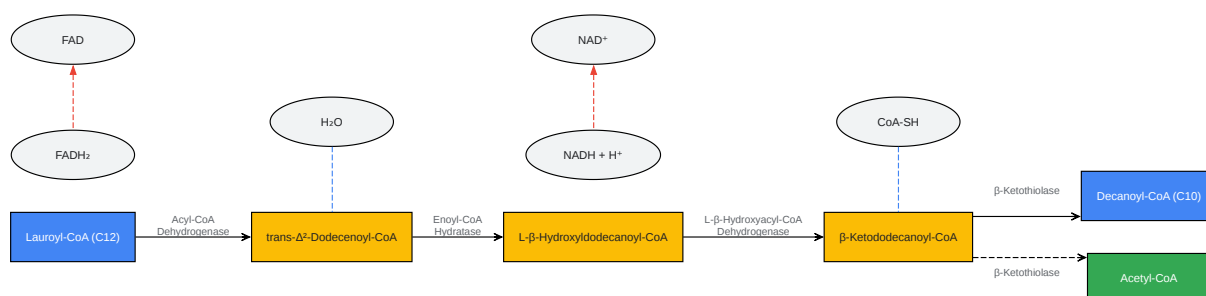 FAD
NAD⁺
H₂O
CoA-SH
FADH₂
NADH + H⁺
β-Ketothiolase
Decanoyl-CoA (C10)
Lauroyl-CoA (C12)
Acyl-CoA
Dehydrogenase
trans-Δ²-Dodecenoyl-CoA
Enoyl-CoA
Hydratase
L-β-Hydroxyldodecanoyl-CoA
L-β-Hydroxyacyl-CoA
Dehydrogenase
β-Ketododecanoyl-CoA
β-Ketothiolase
Acetyl-CoA